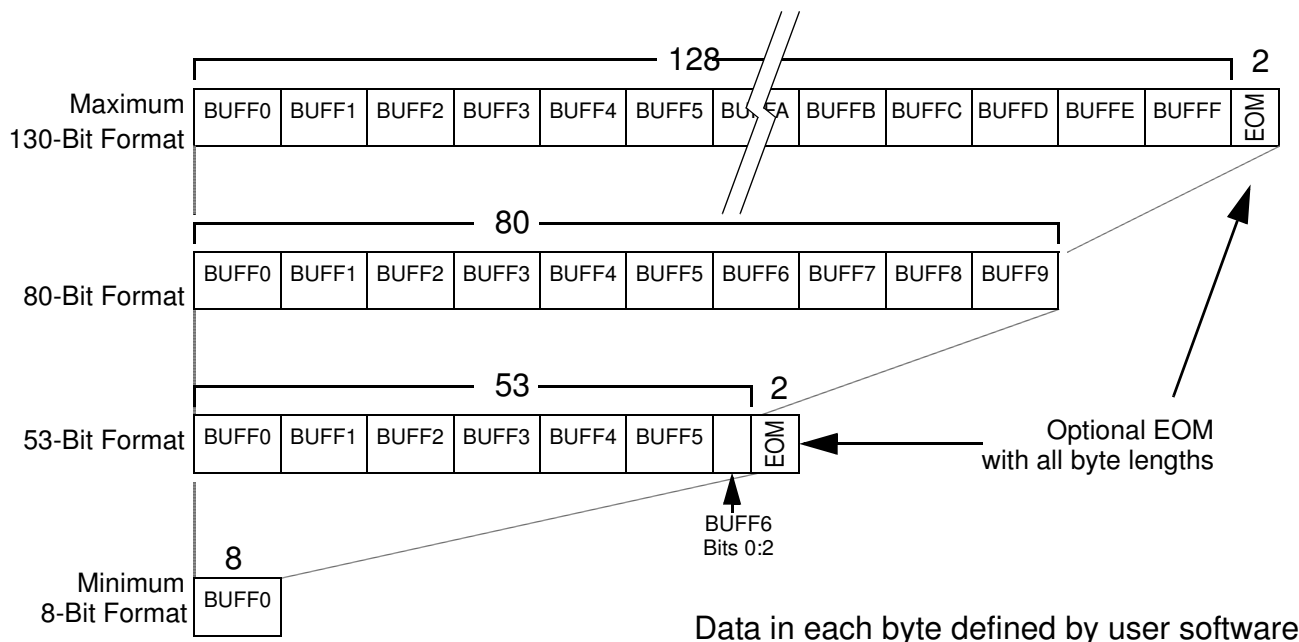 128 2
Maximum
130-Bit Format
BUFF0 BUFF1 BUFF2 BUFF3 BUFF4 BUFF5 BUFFA BUFFB BUFFC BUFFD BUFFE BUFFF EOM
80
80-Bit Format
BUFF0 BUFF1 BUFF2 BUFF3 BUFF4 BUFF5 BUFF6 BUFF7 BUFF8 BUFF9
53 2
53-Bit Format
BUFF0 BUFF1 BUFF2 BUFF3 BUFF4 BUFF5 EOM
Optional EOM
with all byte lengths
BUFF6
Bits 0:2
8
Minimum
8-Bit Format
BUFF0
Data in each byte defined by user software